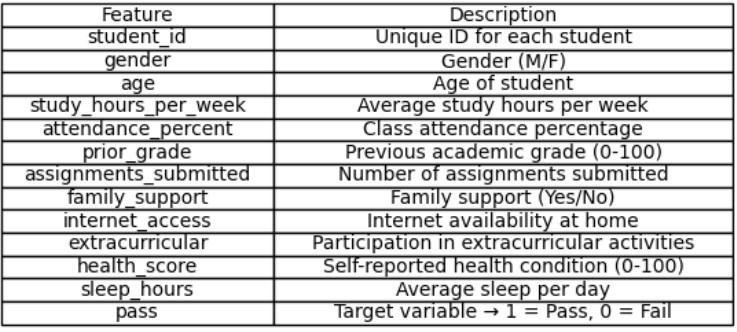 Feature Description
student_id Unique ID for each student
gender Gender (M/F)
age Age of student
study_hours_per_week Average study hours per week
attendance_percent Class attendance percentage
prior_grade Previous academic grade (0-100)
assignments_submitted Number of assignments submitted
family_support Family support (Yes/No)
internet_access Internet availability at home
extracurricular Participation in extracurricular activities
health_score Self-reported health condition (0-100)
sleep_hours Average sleep per day
pass Target variable → 1 = Pass, 0 = Fail